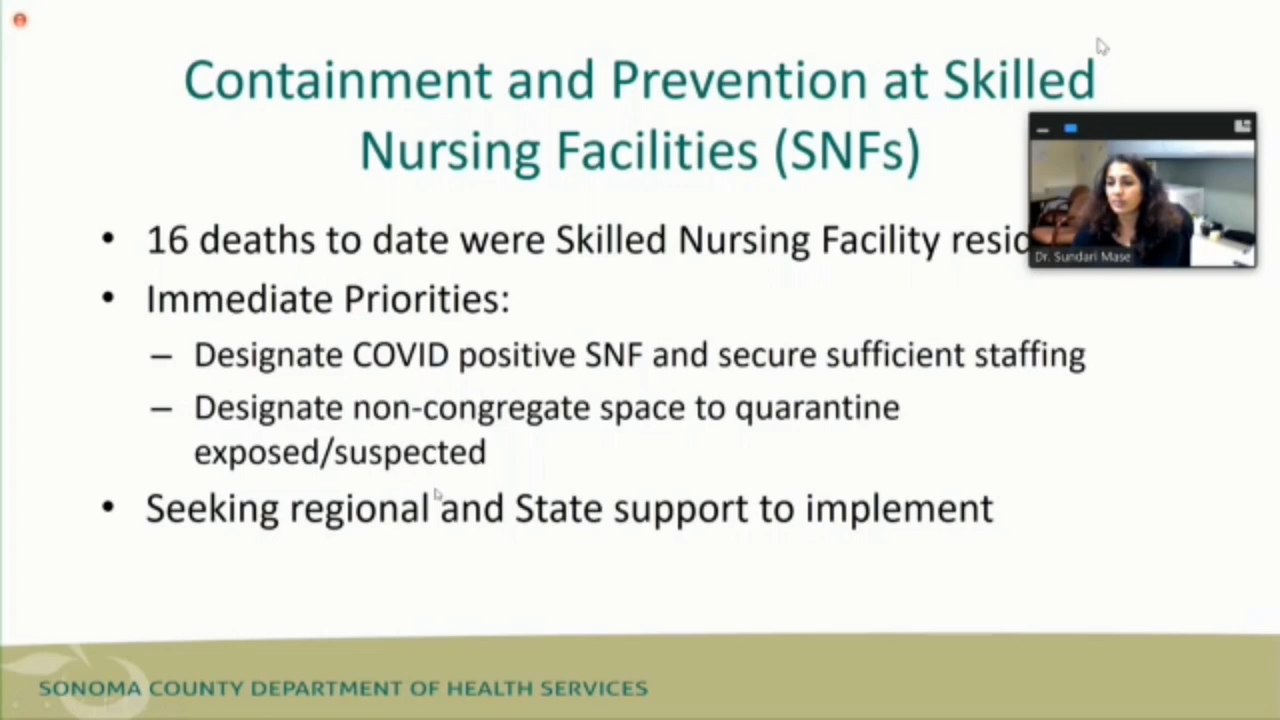 Containment and Prevention at Skilled
Nursing Facilities (SNFs)
• 16 deaths to date were Skilled Nursing Facility
Dr. Sundari Mase
• Immediate Priorities:
– Designate COVID positive SNF and secure sufficient staffing
– Designate non-congregate space to quarantine
exposed/suspected
• Seeking regional and State support to implement
SONOMA COUNTY DEPARTMENT OF HEALTH SERVICES